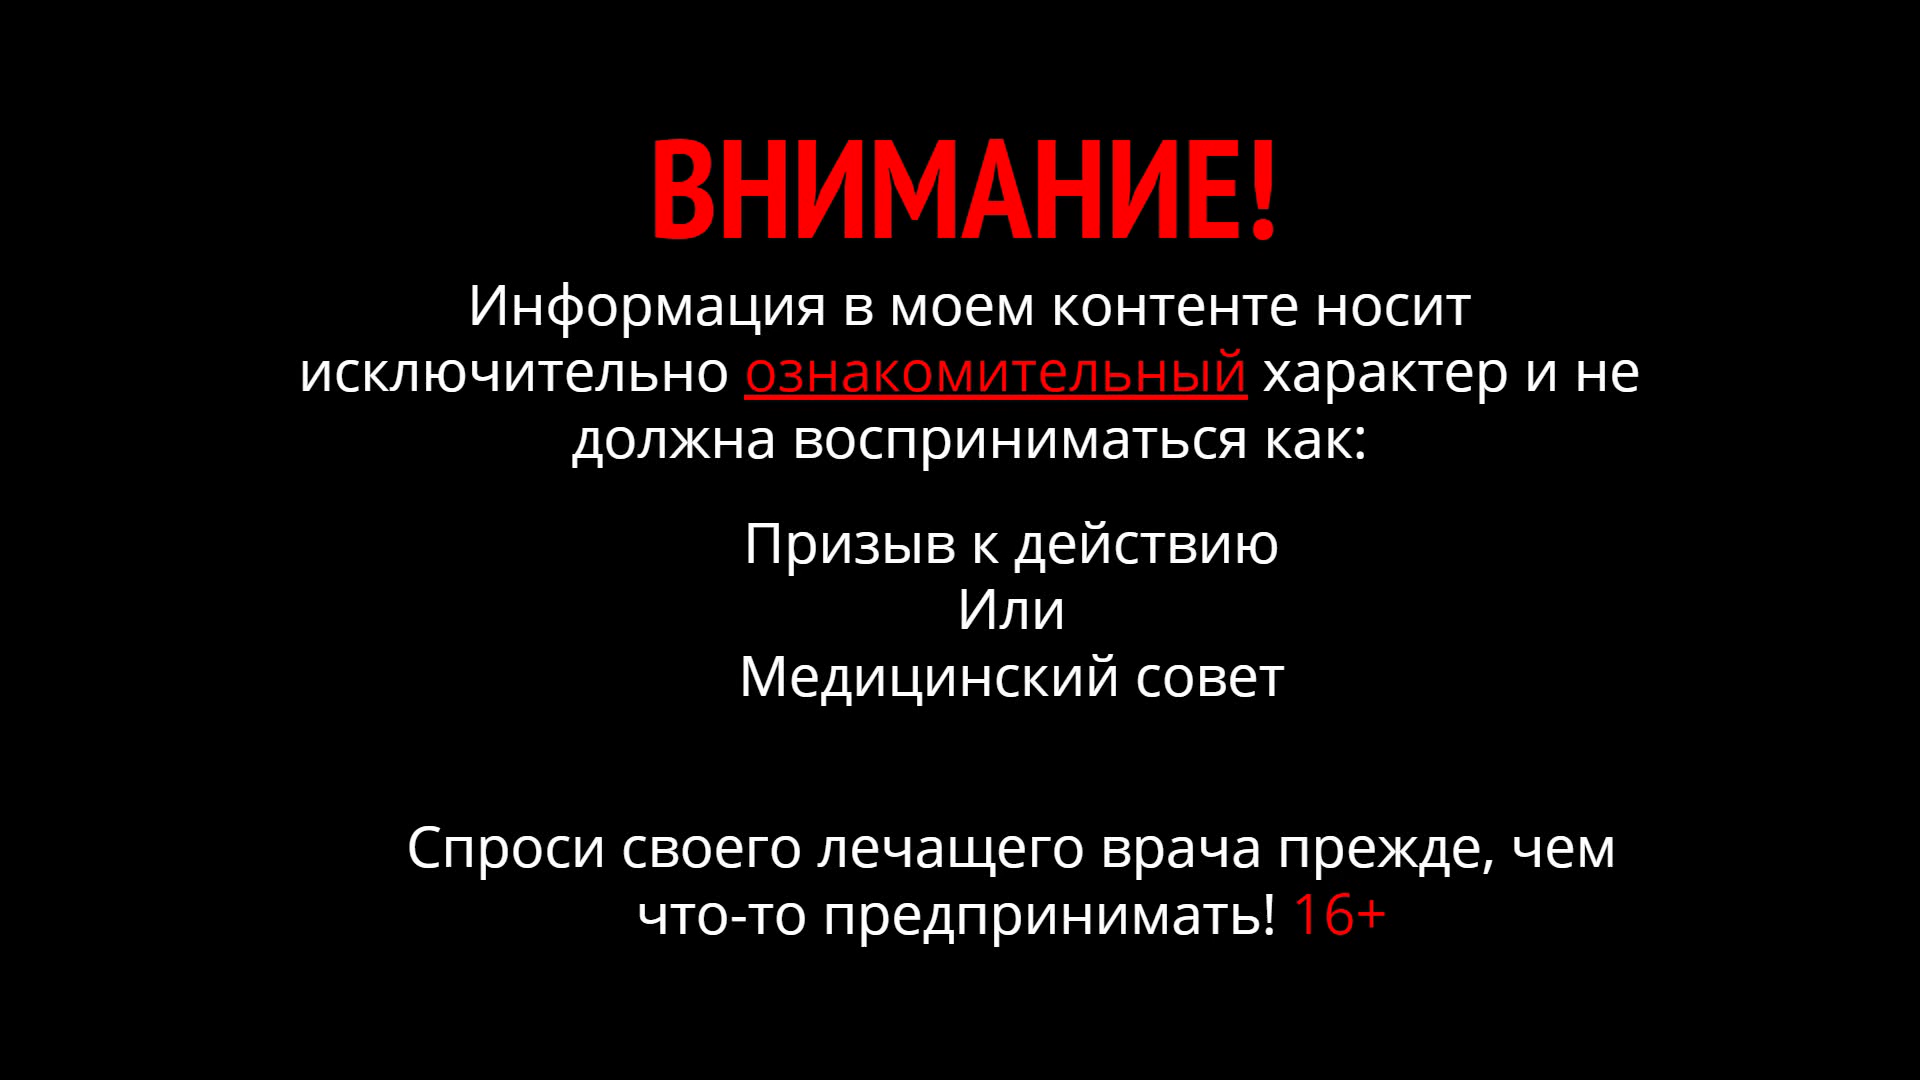 ВНИМАНИЕ!
Информация в моем контенте носит
исключительно ознакомительный характер и не
должна восприниматься как:
Призыв к действию
Или
Медицинский совет
Спроси своего лечащего врача прежде, чем
что-то предпринимать! 16+